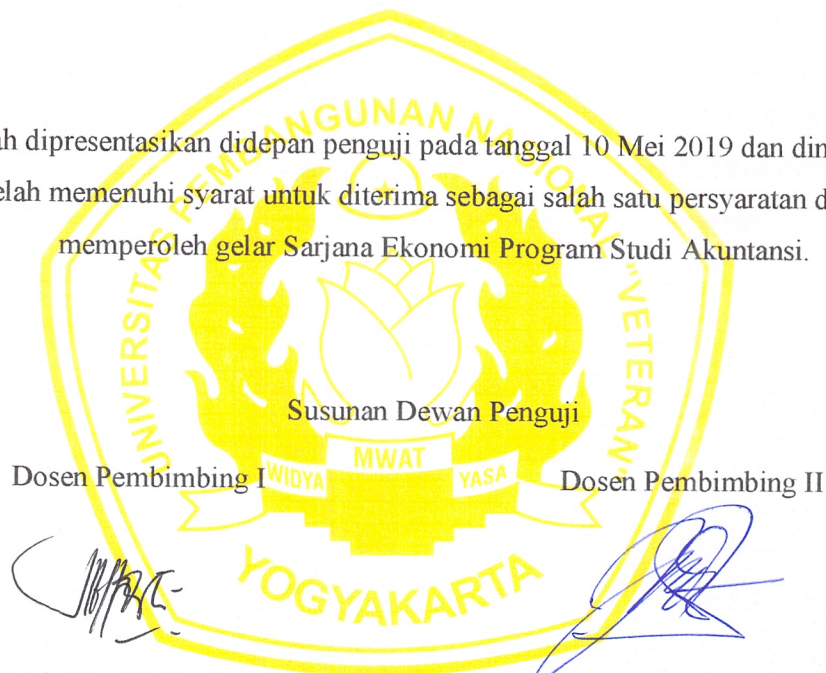 UNIVERSITAS PEMBANGUNAN NASIONAL "VETERAN"
ah dipresentasikan didepan penguji pada tanggal 10 Mei 2019 dan din
elah memenuhi syarat untuk diterima sebagai salah satu persyaratan d
memperoleh gelar Sarjana Ekonomi Program Studi Akuntansi.
Susunan Dewan Penguji
WIDYA MWAT YASA
Dosen Pembimbing I Dosen Pembimbing II
YOGYAKARTA